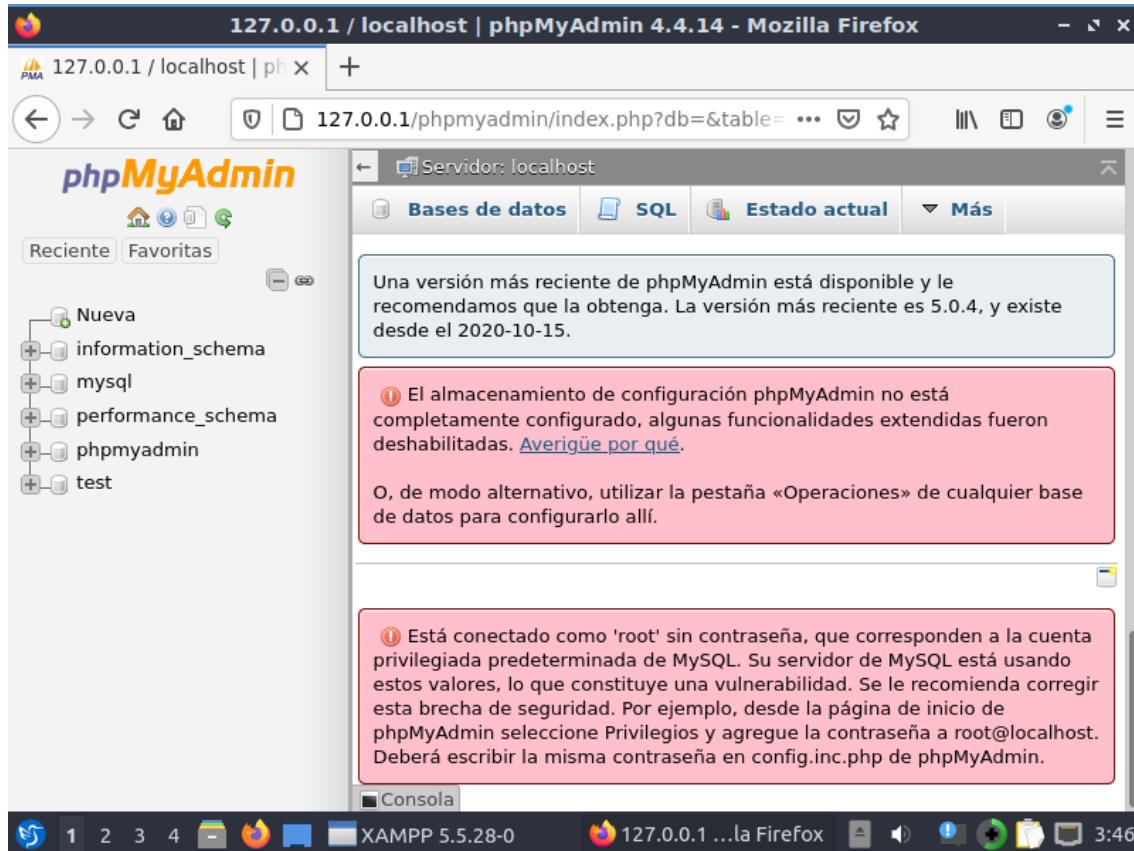 127.0.0.1 / localhost | phpMyAdmin 4.4.14 - Mozilla Firefox
PMA 127.0.0.1 / localhost | ph
127.0.0.1/phpmyadmin/index.php?db=&table=
phpMyAdmin
Reciente Favoritas
Nueva
information_schema
mysql
performance_schema
phpmyadmin
test
Servidor: localhost
Bases de datos SQL Estado actual Más
Una versión más reciente de phpMyAdmin está disponible y le
recomendamos que la obtenga. La versión más reciente es 5.0.4, y existe
desde el 2020-10-15.
El almacenamiento de configuración phpMyAdmin no está
completamente configurado, algunas funcionalidades extendidas fueron
deshabilitadas. Averigüe por qué.
O, de modo alternativo, utilizar la pestaña «Operaciones» de cualquier base
de datos para configurarlo allí.
Está conectado como 'root' sin contraseña, que corresponden a la cuenta
privilegiada predeterminada de MySQL. Su servidor de MySQL está usando
estos valores, lo que constituye una vulnerabilidad. Se le recomienda corregir
esta brecha de seguridad. Por ejemplo, desde la página de inicio de
phpMyAdmin seleccione Privilegios y agregue la contraseña a root@localhost.
Deberá escribir la misma contraseña en config.inc.php de phpMyAdmin.
Consola
1 2 3 4 XAMPP 5.5.28-0 127.0.0.1 ...la Firefox 3:46